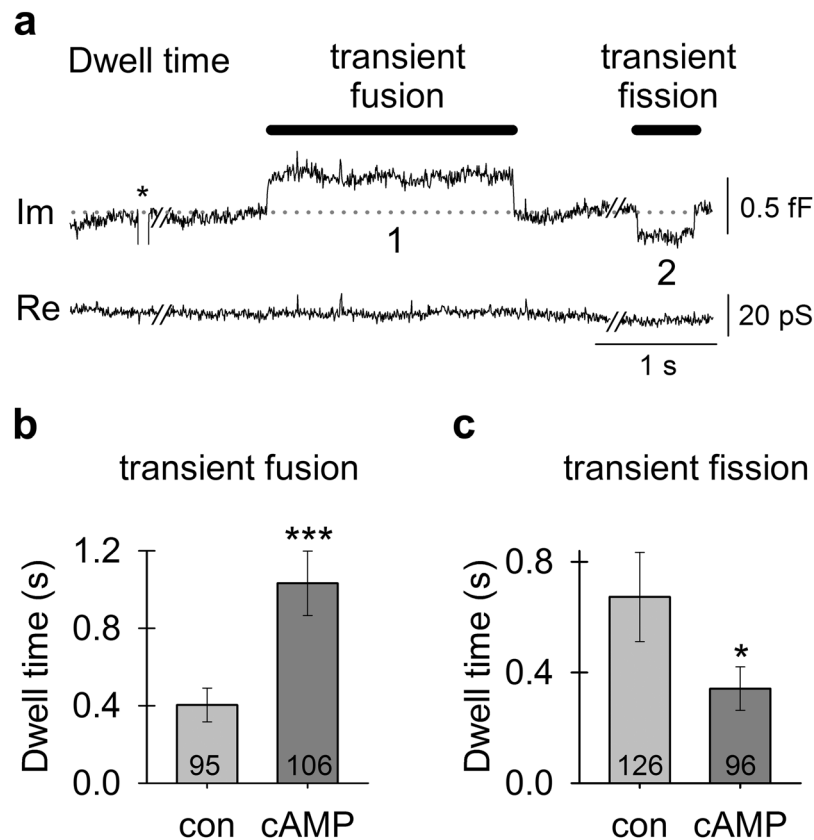 a
Dwell time
transient fusion
transient fission
*
Im
1
2
0.5 fF
Re
20 pS
1 s
b
transient fusion
Dwell time (s)
1.2
0.8
0.4
0.0
***
95
106
con cAMP
c
transient fission
Dwell time (s)
0.8
0.4
0.0
*
126
96
con cAMP